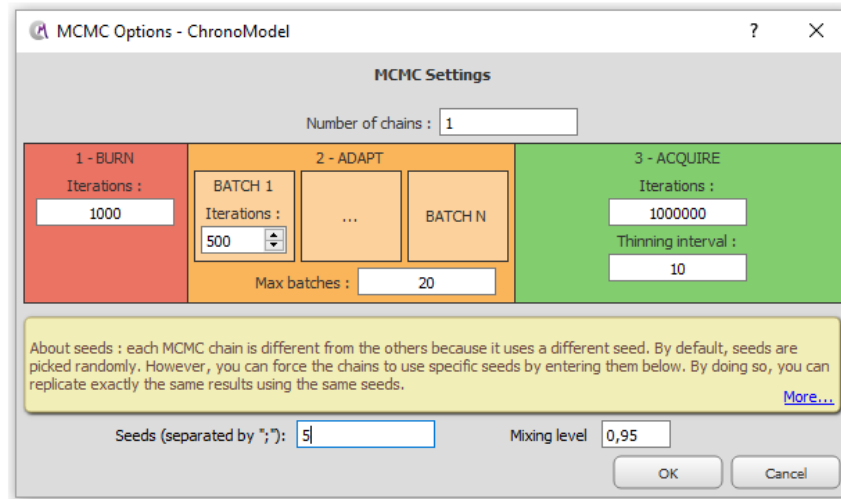 MCMC Options - ChronoModel
?
MCMC Settings
Number of chains : 1
1 - BURN
Iterations :
1000
2 - ADAPT
BATCH 1
Iterations :
500
...
BATCH N
Max batches : 20
3 - ACQUIRE
Iterations :
1000000
Thinning interval :
10
About seeds : each MCMC chain is different from the others because it uses a different seed. By default, seeds are
picked randomly. However, you can force the chains to use specific seeds by entering them below. By doing so, you can
replicate exactly the same results using the same seeds.
More...
Seeds (separated by ";"): 5
Mixing level 0,95
OK
Cancel